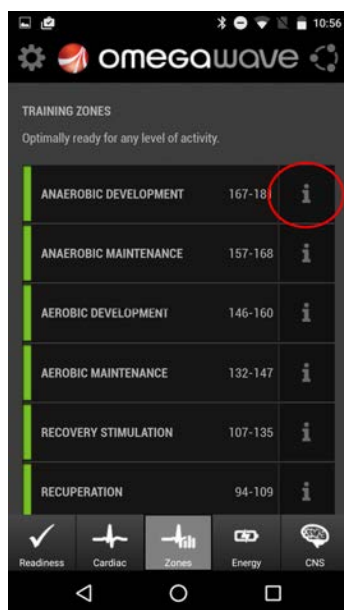 10:56
omegawave
TRAINING ZONES
Optimally ready for any level of activity.
ANAEROBIC DEVELOPMENT
i
ANAEROBIC MAINTENANCE 157-168 i
AEROBIC DEVELOPMENT 146-160 i
AEROBIC MAINTENANCE 132-147 i
RECOVERY STIMULATION 107-135 i
RECUPERATION 94-109 i
Readiness Cardiac Zones Energy CNS